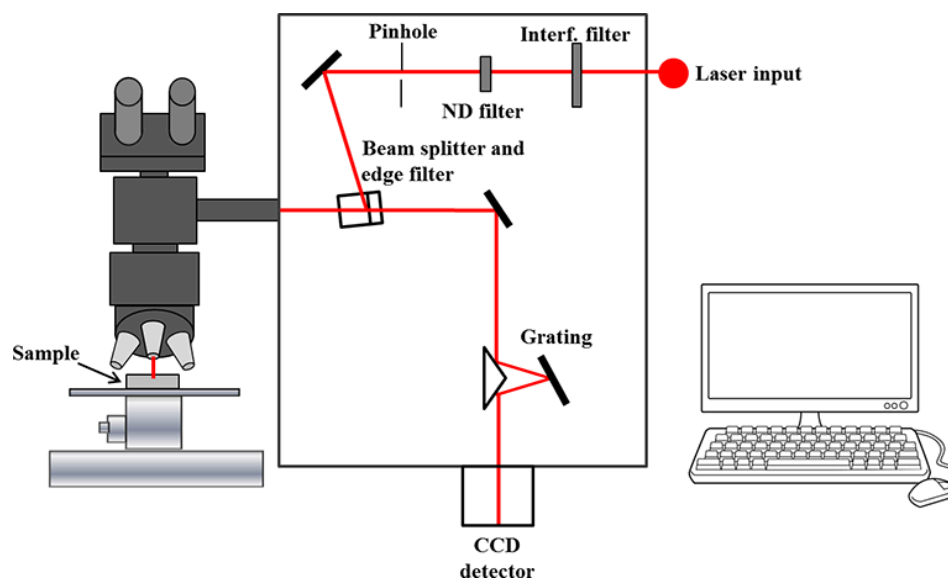 Pinhole
Interf. filter
Laser input
ND filter
Beam splitter and
edge filter
Grating
Sample
CCD
detector